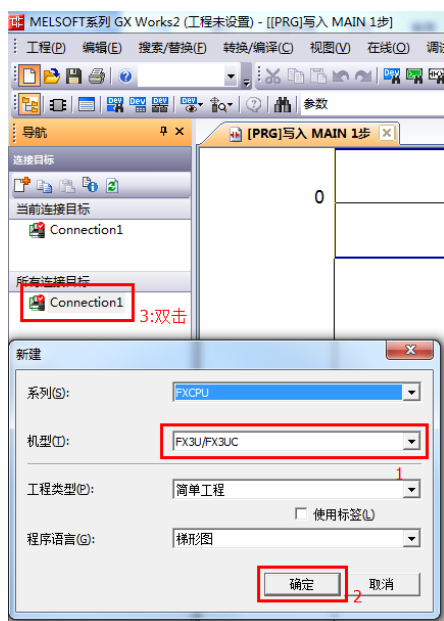 MELSOFT系列 GX Works2 (工程未设置) - [[PRG]写入 MAIN 1步]
工程(P) 编辑(E) 搜索/替换(F) 转换/编译(C) 视图(V) 在线(O) 调
参数
导航
[PRG]写入 MAIN 1步
连接目标
当前连接目标
Connection1
0
所有连接目标
Connection1
3:双击
新建
系列(S): FXCPU
机型(T): FX3U/FX3UC
1
工程类型(P): 简单工程
使用标签(L)
程序语言(G): 梯形图
确定 取消
2